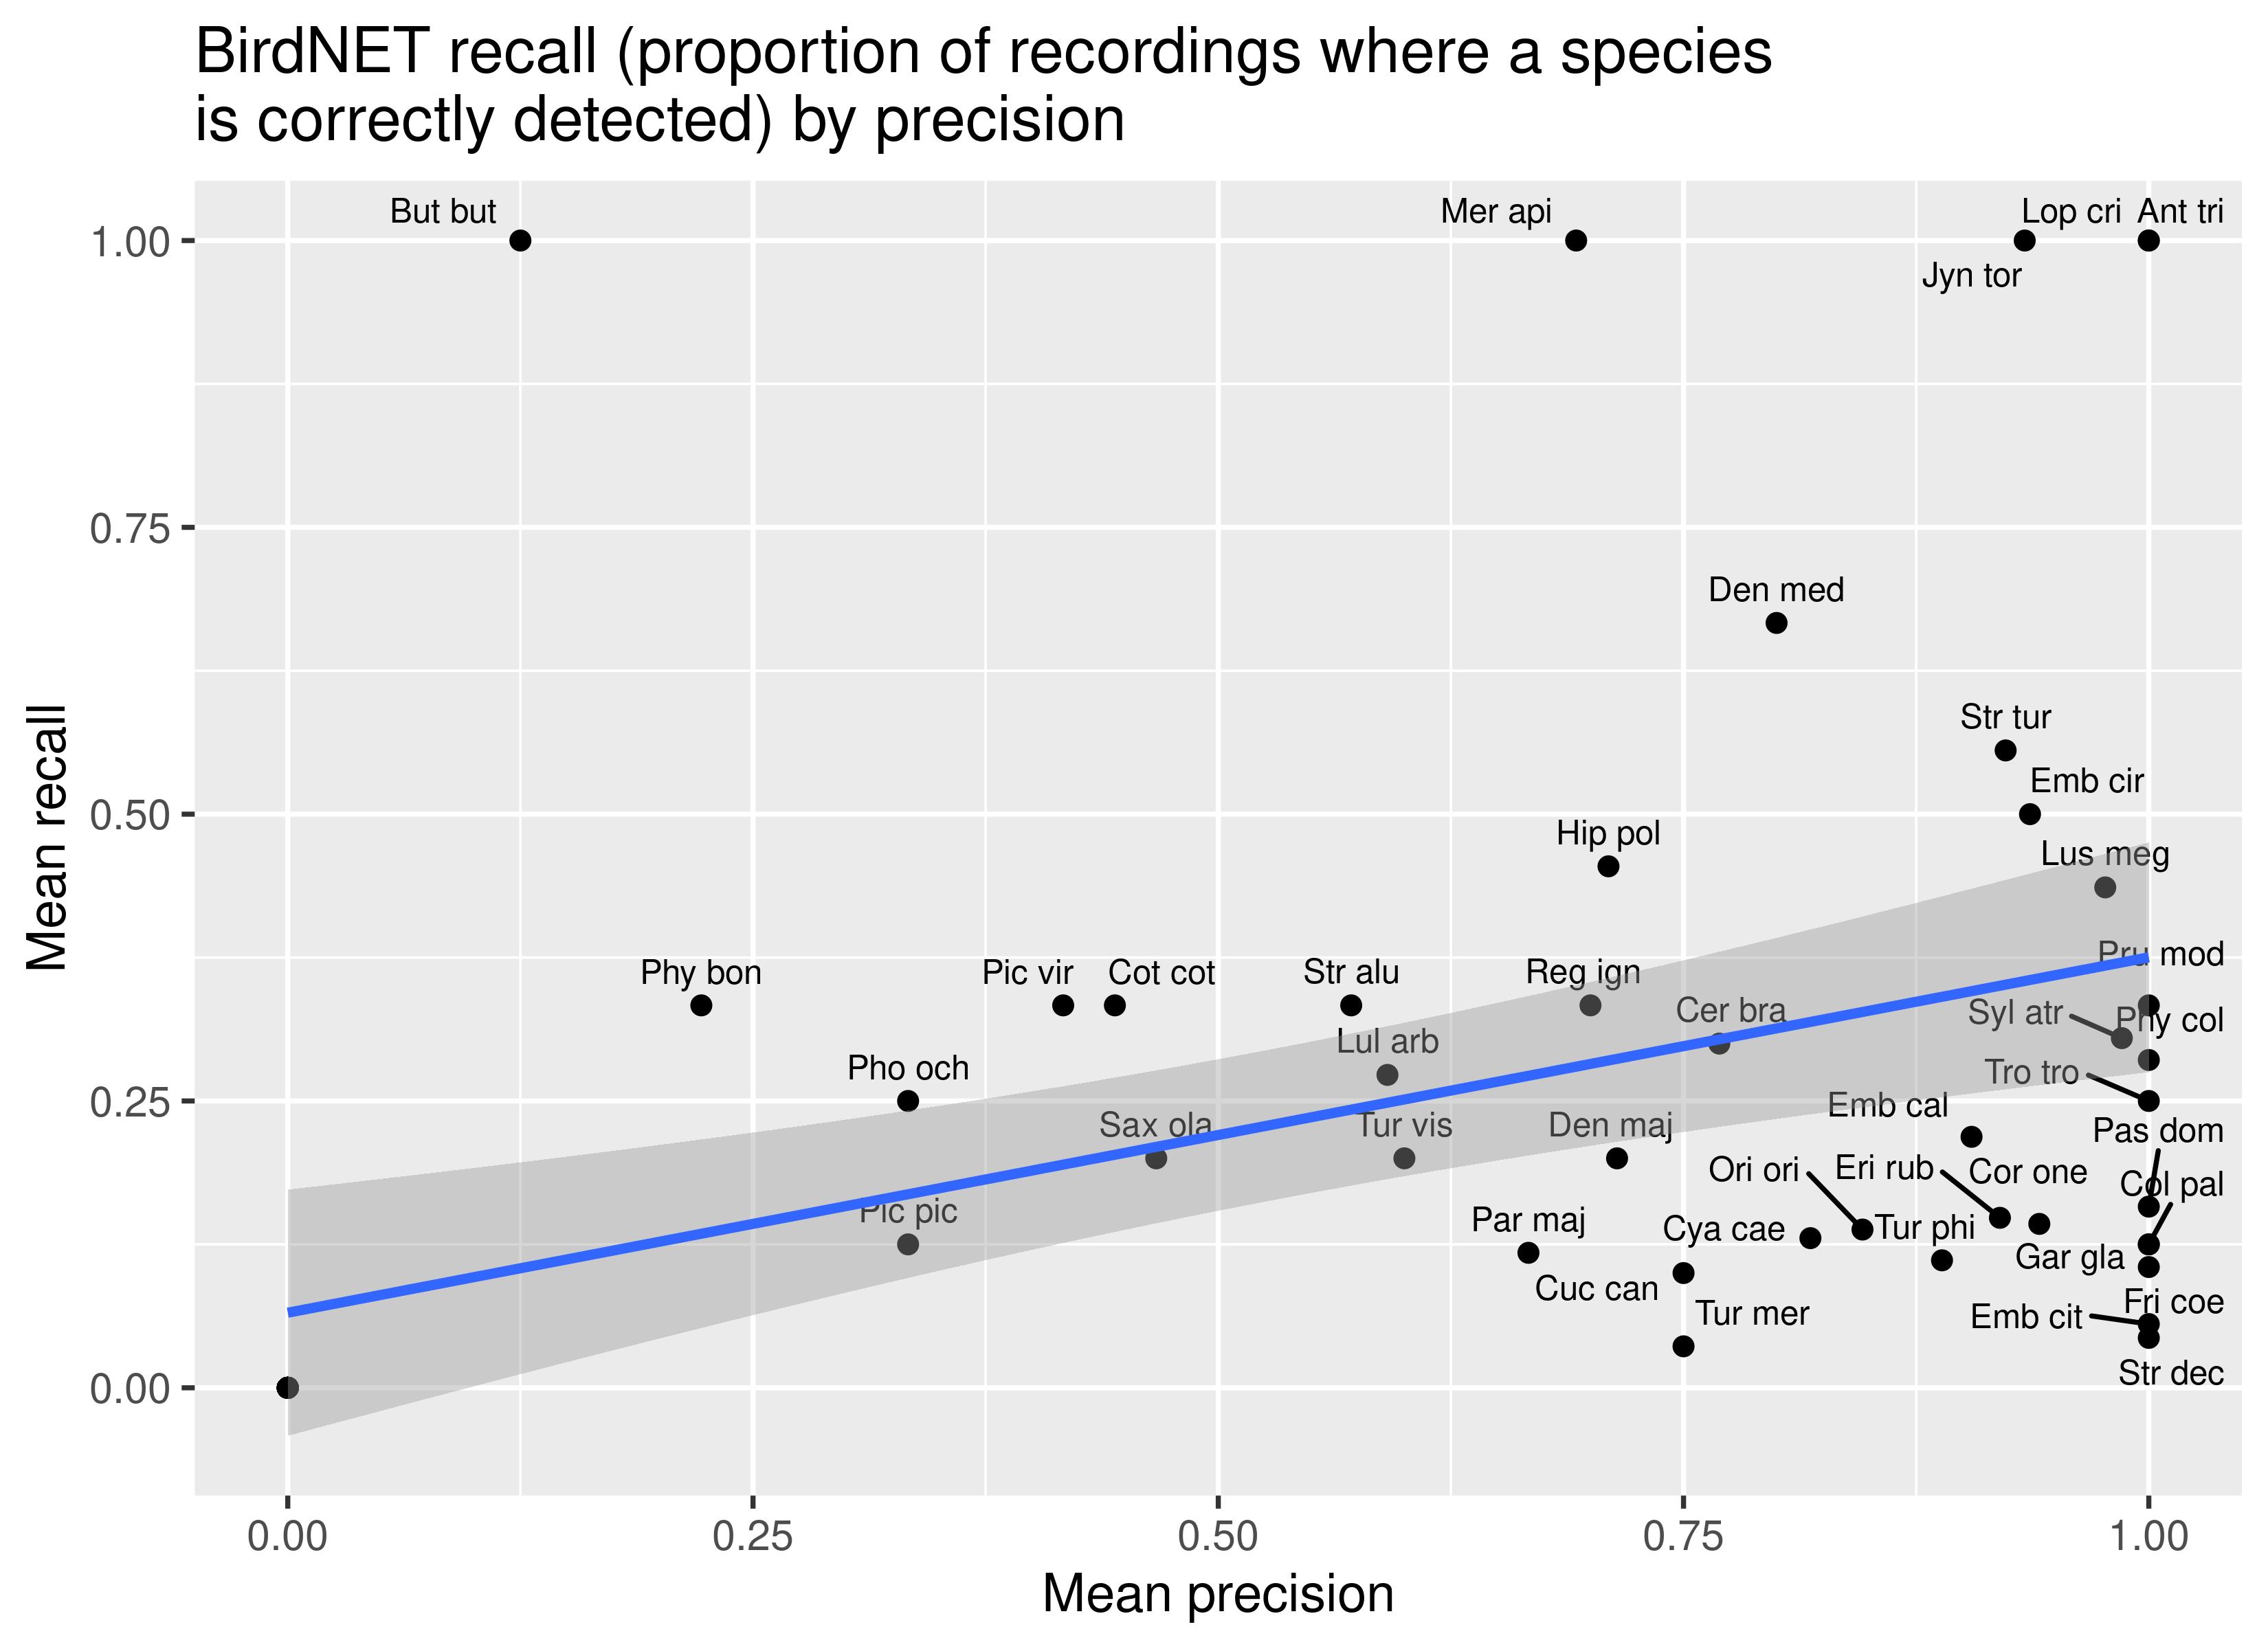 BirdNET recall (proportion of recordings where a species
is correctly detected) by precision
But but
Mer api
Lop cri
Ant tri
1.00
Jyn tor
0.75
Den med
Str tur
Emb cir
0.50
Hip pol
Lus meg
Mean recall
Pru mod
Phy bon
Pic vir
Cot cot
Str alu
Reg ign
Cer bra
Syl atr
Phy col
Lul arb
Pho och
Tro tro
0.25
Emb cal
Sax ola
Tur vis
Den maj
Pas dom
Ori ori
Eri rub
Cor one
Col pal
Pic pic
Par maj
Cya cae
Tur phi
Gar gla
Cuc can
Fri coe
Tur mer
Emb cit
Str dec
0.00
0.00
0.25
0.50
0.75
1.00
Mean precision